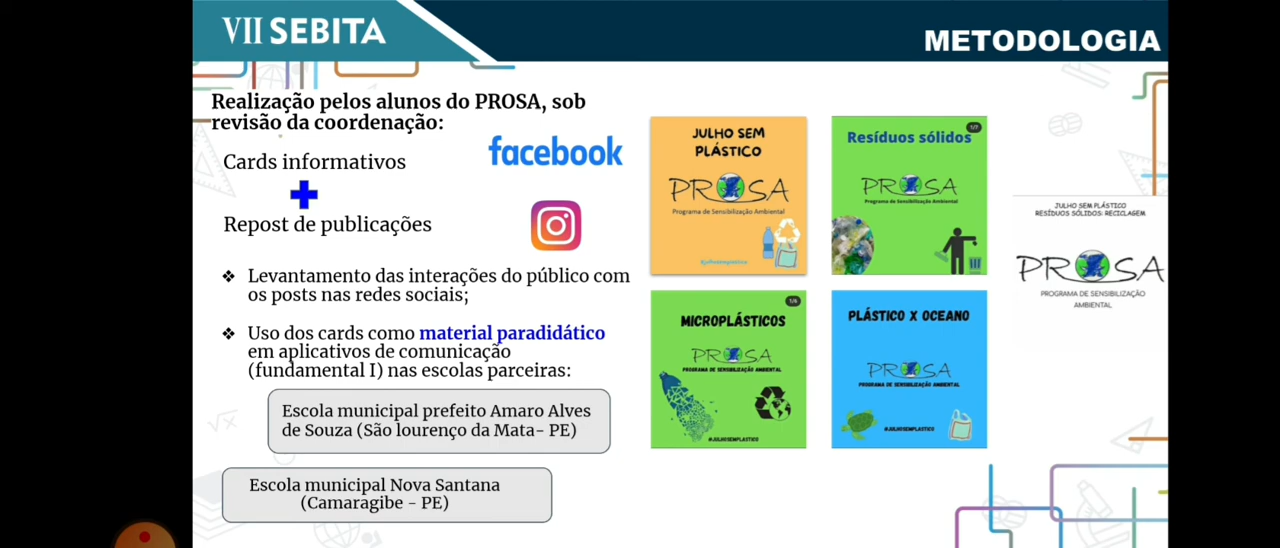 VII SEBITA
METODOLOGIA
Realização pelos alunos do PROSA, sob
revisão da coordenação:
Cards informativos
facebook
Repost de publicações
❖ Levantamento das interações do público com
os posts nas redes sociais;
❖ Uso dos cards como material paradidático
em aplicativos de comunicação
(fundamental I) nas escolas parceiras:
Escola municipal prefeito Amaro Alves
de Souza (São lourenço da Mata- PE)
Escola municipal Nova Santana
(Camaragibe - PE)
JULHO SEM
PLÁSTICO
PROSA
Programa de Sensibilização Ambiental
#julhosemplástico
1/7
Resíduos sólidos
PROSA
Programa de Sensibilização Ambiental
MICROPLÁSTICOS
PROSA
PROGRAMA DE SENSIBILIZAÇÃO AMBIENTAL
#JULHOSEMPLASTICO
PLÁSTICO X OCEANO
PROSA
PROGRAMA DE SENSIBILIZAÇÃO AMBIENTAL
#JULHOSEMPLASTICO
JULHO SEM PLÁSTICO
RESÍDUOS SÓLIDOS: RECICLAGEM
PROSA
PROGRAMA DE SENSIBILIZAÇÃO
AMBIENTAL